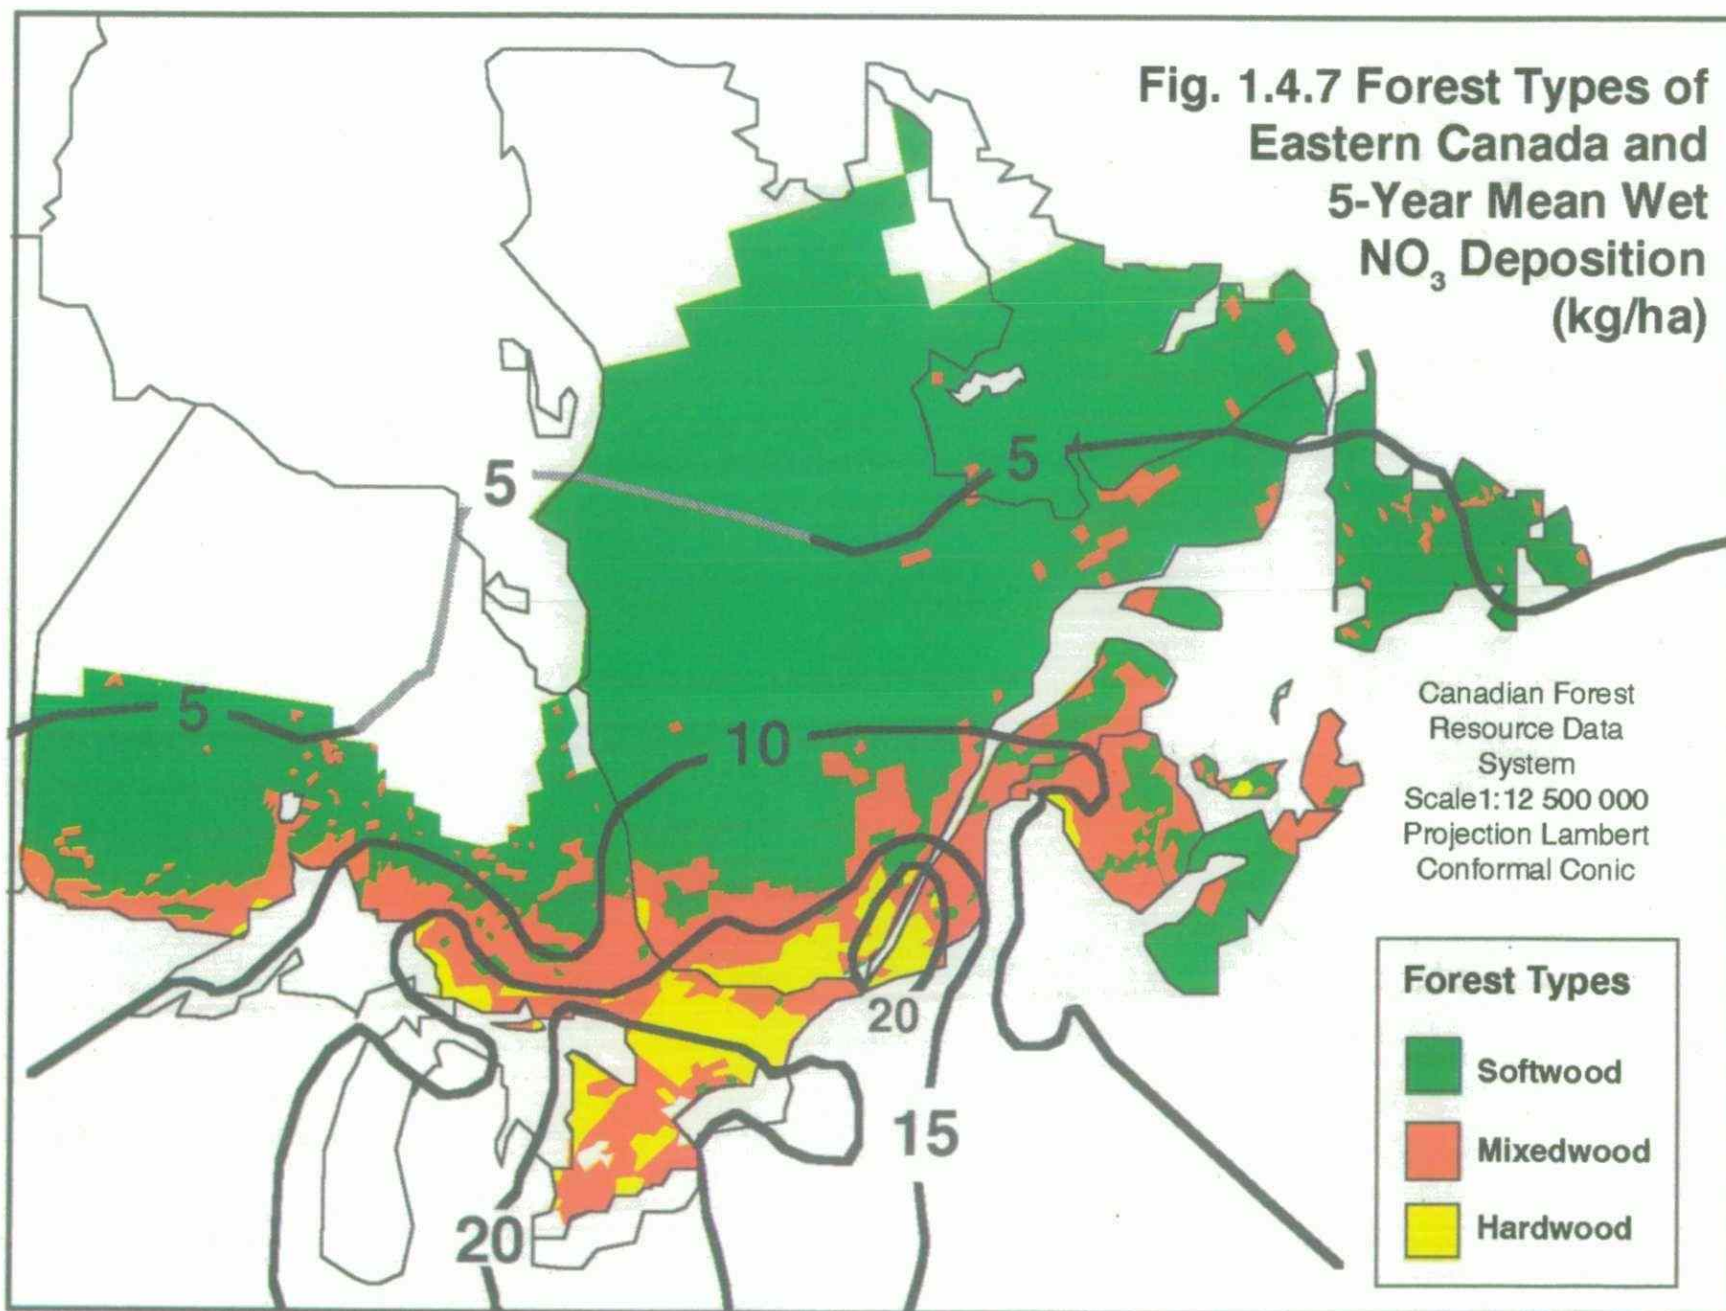 Fig. 1.4.7 Forest Types of
Eastern Canada and
5-Year Mean Wet
NO₃ Deposition
(kg/ha)
5
5
5
10
20
15
20
Canadian Forest
Resource Data
System
Scale1:12 500 000
Projection Lambert
Conformal Conic
Forest Types
Softwood
Mixedwood
Hardwood